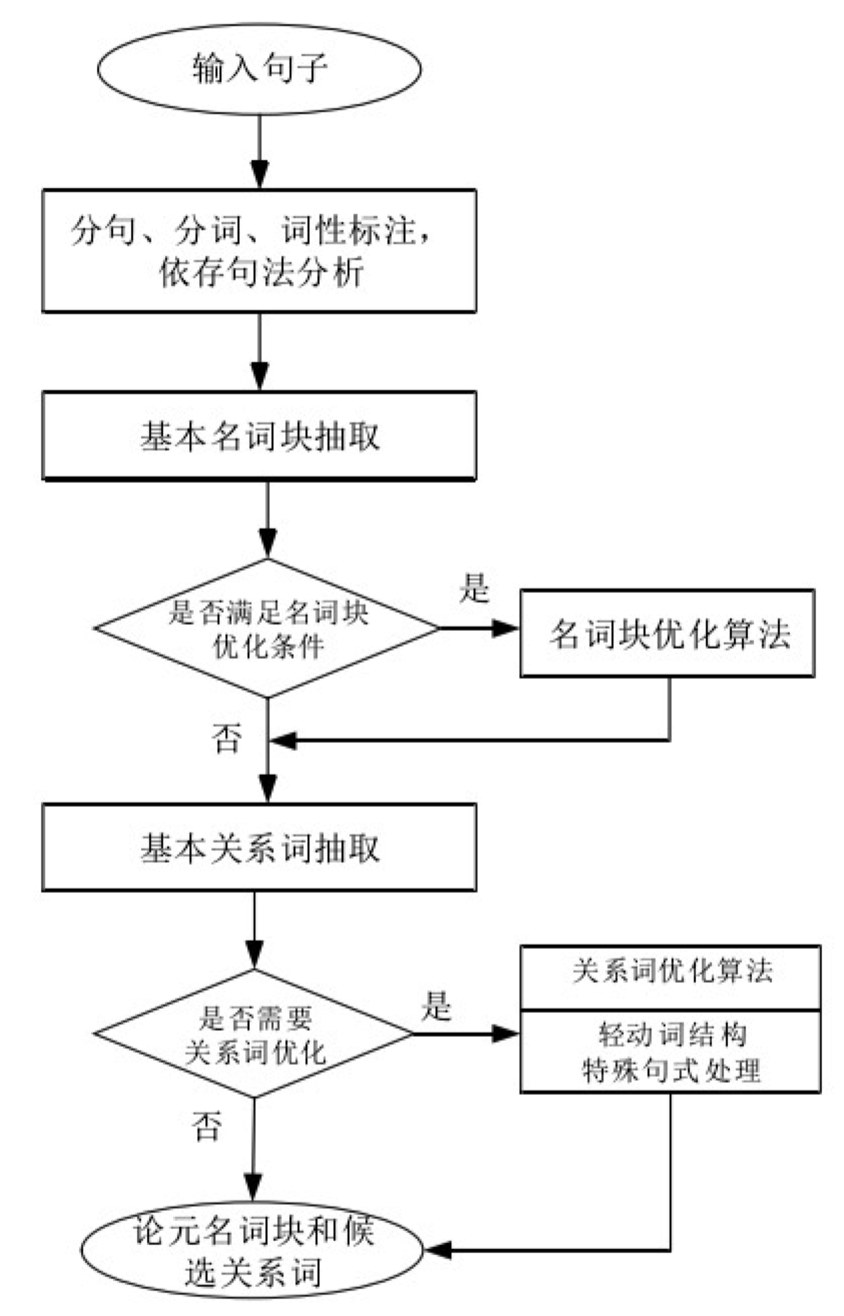 输入句子
分句、分词、词性标注，
依存句法分析
基本名词块抽取
是否满足名词块
优化条件
是
名词块优化算法
否
基本关系词抽取
是否需要
关系词优化
是
关系词优化算法
轻动词结构
特殊句式处理
否
论元名词块和候
选关系词